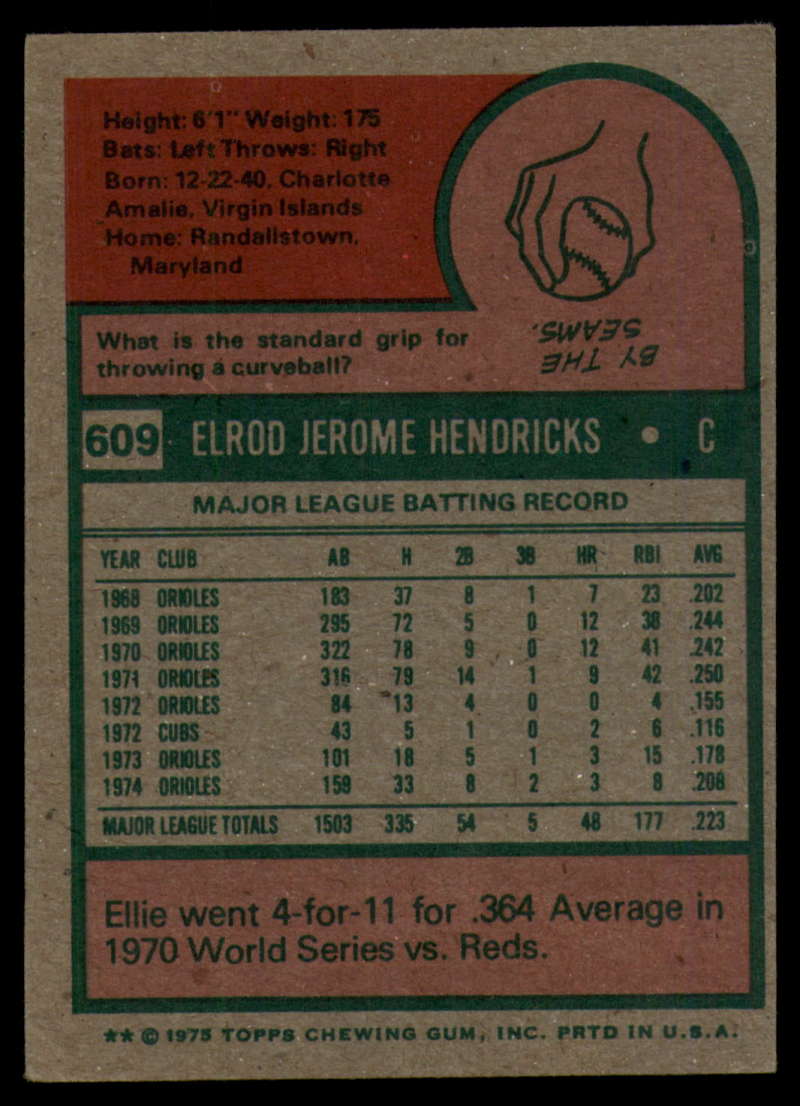 Height: 6'1" Weight: 175
Bats: Left Throws: Right
Born: 12-22-40, Charlotte
Amalie, Virgin Islands
Home: Randallstown,
Maryland
What is the standard grip for
throwing a curveball?
BY THE
SEAMS.
609 ELROD JEROME HENDRICKS • C
MAJOR LEAGUE BATTING RECORD
YEAR CLUB AB H 2B 3B HR RBI AVG
1968 ORIOLES 183 37 8 1 7 23 .202
1969 ORIOLES 295 72 5 0 12 38 .244
1970 ORIOLES 322 78 9 0 12 41 .242
1971 ORIOLES 316 79 14 1 9 42 .250
1972 ORIOLES 84 13 4 0 0 4 .155
1972 CUBS 43 5 1 0 2 6 .116
1973 ORIOLES 101 18 5 1 3 15 .178
1974 ORIOLES 159 33 8 2 3 8 .208
MAJOR LEAGUE TOTALS 1503 335 54 5 48 177 .223
Ellie went 4-for-11 for .364 Average in
1970 World Series vs. Reds.
** © 1975 TOPPS CHEWING GUM, INC. PRTD IN U.S.A.